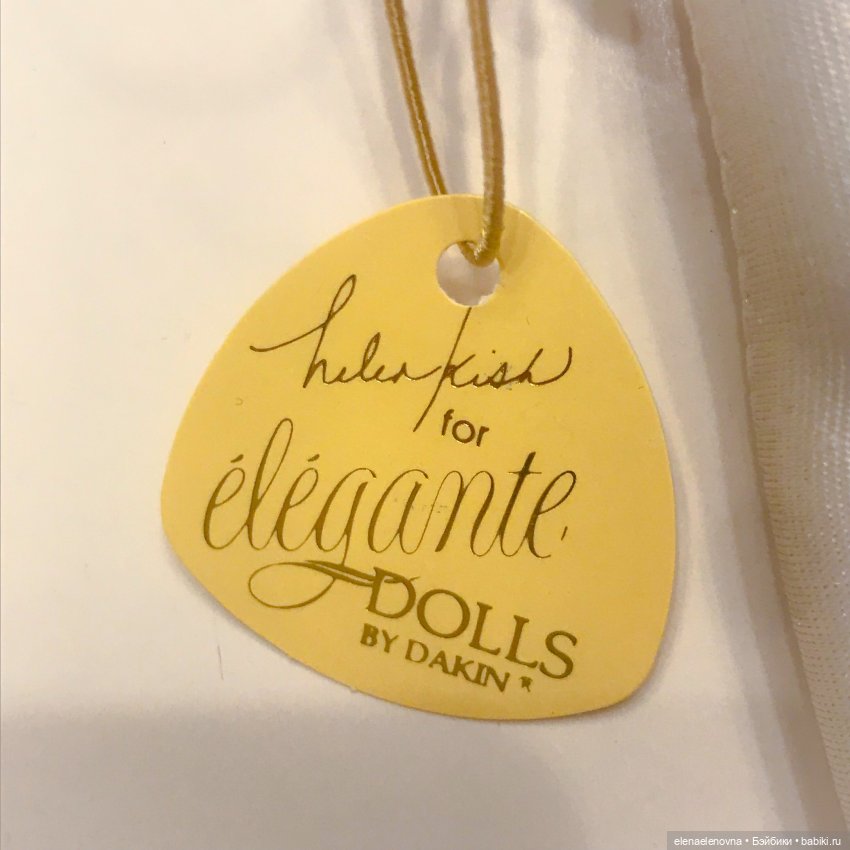 helen kish
for
élégante
DOLLS
BY DAKIN
elenaelenovna • Бэйбики • babiki.ru